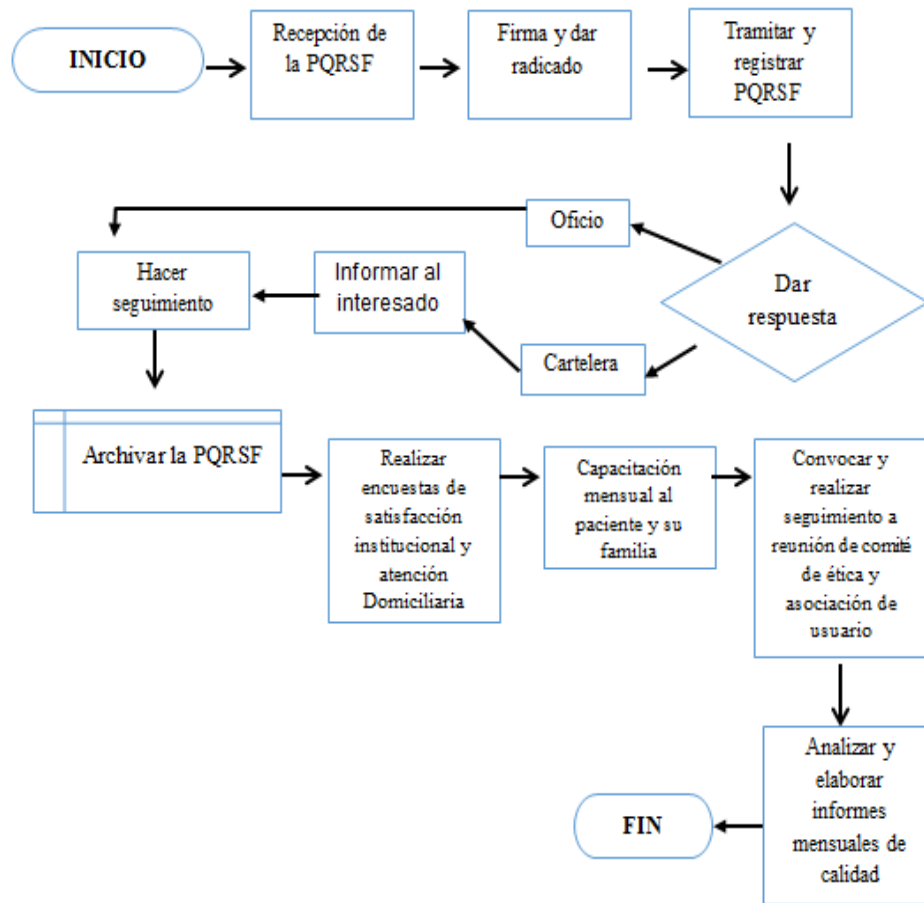 INICIO
Recepción de
la PQRSF
Firma y dar
radicado
Tramitar y
registrar
PQRSF
Oficio
Dar
respuesta
Informar al
interesado
Hacer
seguimiento
Cartelera
Archivar la PQRSF
Realizar
encuestas de
satisfacción
institucional y
atención
Domiciliaria
Capacitación
mensual al
paciente y su
familia
Convocar y
realizar
seguimiento a
reunión de comité
de ética y
asociación de
usuario
Analizar y
elaborar
informes
mensuales de
calidad
FIN